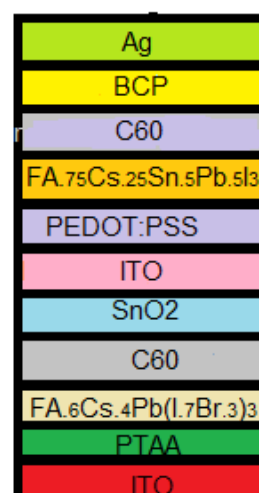 Ag
BCP
C60
FA.75Cs.25Sn.5Pb.5I3
PEDOT:PSS
ITO
SnO2
C60
FA.6Cs.4Pb(I.7Br.3)3
PTAA
ITO